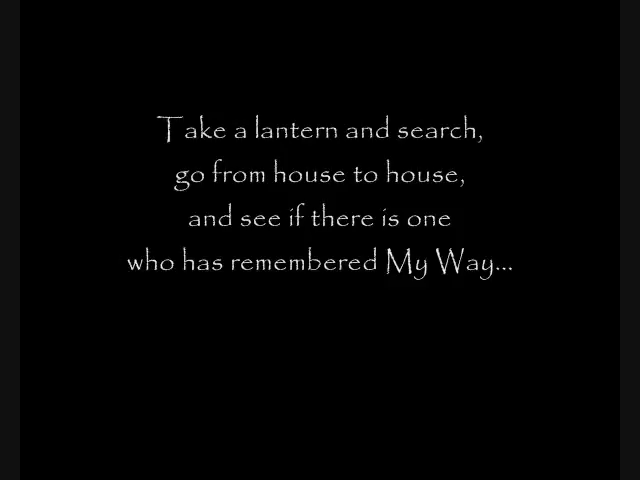 Take a lantern and search,
go from house to house,
and see if there is one
who has remembered My Way...